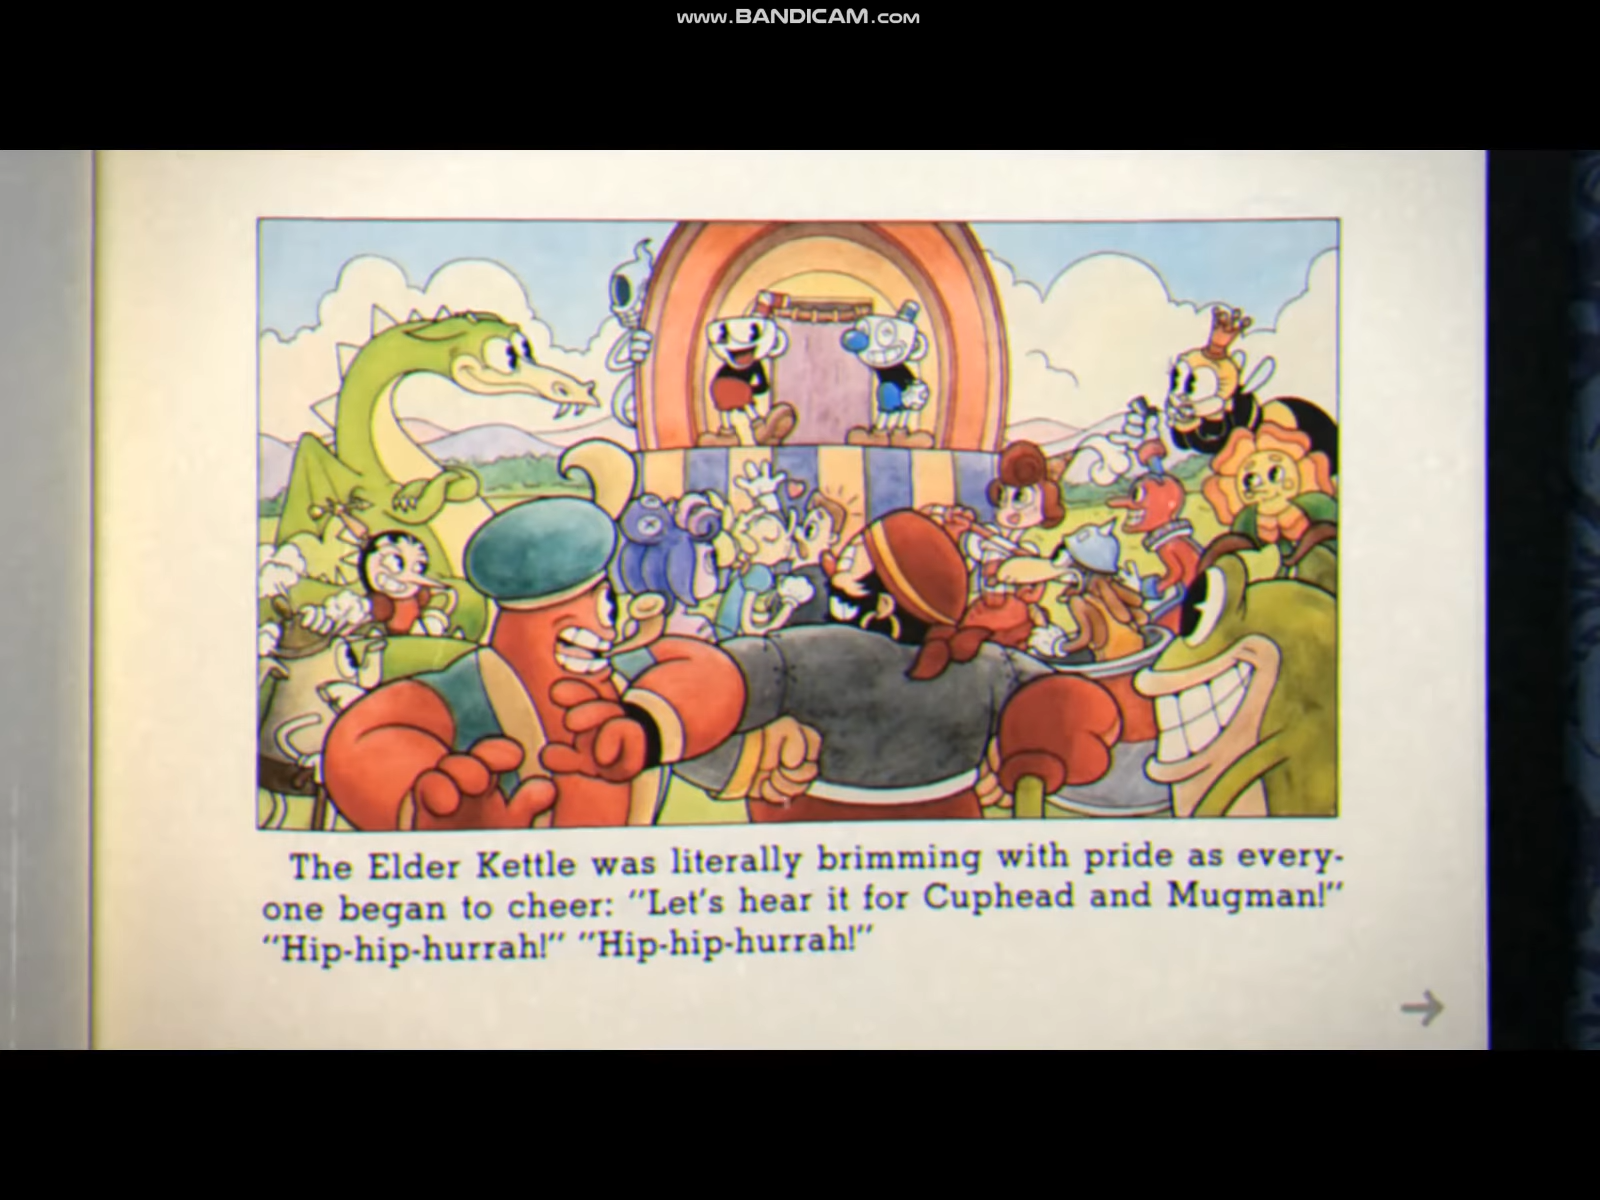 www.BANDICAM.com
The Elder Kettle was literally brimming with pride as every-
one began to cheer: “Let's hear it for Cuphead and Mugman!”
“Hip-hip-hurrah!” “Hip-hip-hurrah!”